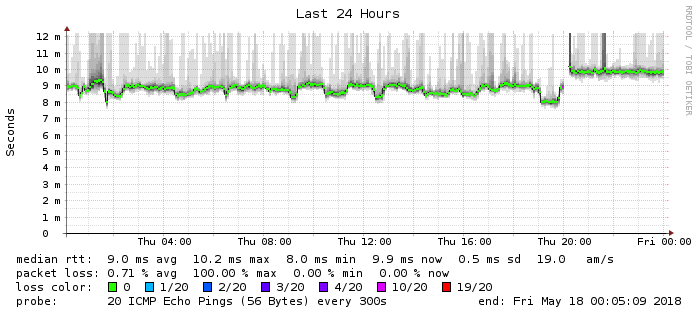 Last 24 Hours
RRDTOOL / TOBI OETIKER
Seconds
12 m
11 m
10 m
9 m
8 m
7 m
6 m
5 m
4 m
3 m
2 m
1 m
0
Thu 04:00 Thu 08:00 Thu 12:00 Thu 16:00 Thu 20:00 Fri 00:00
median rtt: 9.0 ms avg 10.2 ms max 8.0 ms min 9.9 ms now 0.5 ms sd 19.0 am/s
packet loss: 0.71 % avg 100.00 % max 0.00 % min 0.00 % now
loss color: 0 1/20 2/20 3/20 4/20 10/20 19/20
probe: 20 ICMP Echo Pings (56 Bytes) every 300s end: Fri May 18 00:05:09 2018